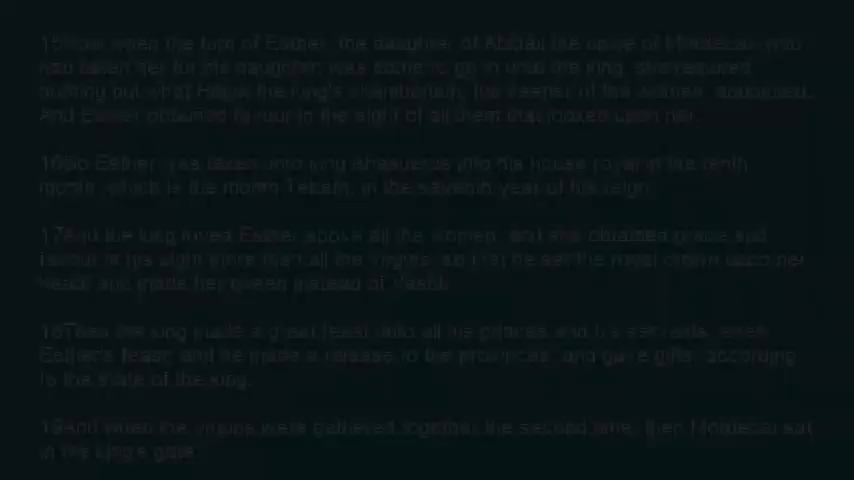 15Now when the turn of Esther, the daughter of Abihail the uncle of Mordecai, who
had taken her for his daughter, was come to go in unto the king, she required
nothing but what Hegai the king's chamberlain, the keeper of the women, appointed.
And Esther obtained favour in the sight of all them that looked upon her.
16So Esther was taken unto king Ahasuerus into his house royal in the tenth
month, which is the month Tebeth, in the seventh year of his reign.
17And the king loved Esther above all the women, and she obtained grace and
favour in his sight more than all the virgins; so that he set the royal crown upon her
head, and made her queen instead of Vashti.
18Then the king made a great feast unto all his princes and his servants, even
Esther's feast; and he made a release to the provinces, and gave gifts, according
to the state of the king.
19And when the virgins were gathered together the second time, then Mordecai sat
in the king's gate.